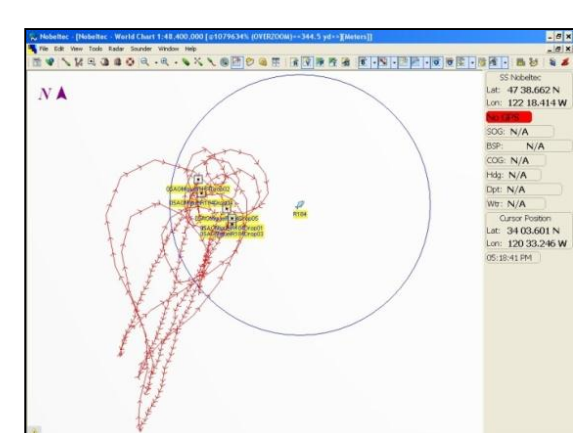 Nobeltec - [Nobeltec - World Chart 1:48,400,000 [q1079634% (OVERZOOM)--344.5 yd--][Meters]]
File Edit View Tools Radar Sounder Window Help
N
R184
SS Nobeltec
Lat: 47 38.662 N
Lon: 122 18.414 W
No GPS
SOG: N/A
BSP: N/A
COG: N/A
Hdg: N/A
Dpt: N/A
Wtr: N/A
Cursor Position
Lat: 34 03.601 N
Lon: 120 33.246 W
05:18:41 PM